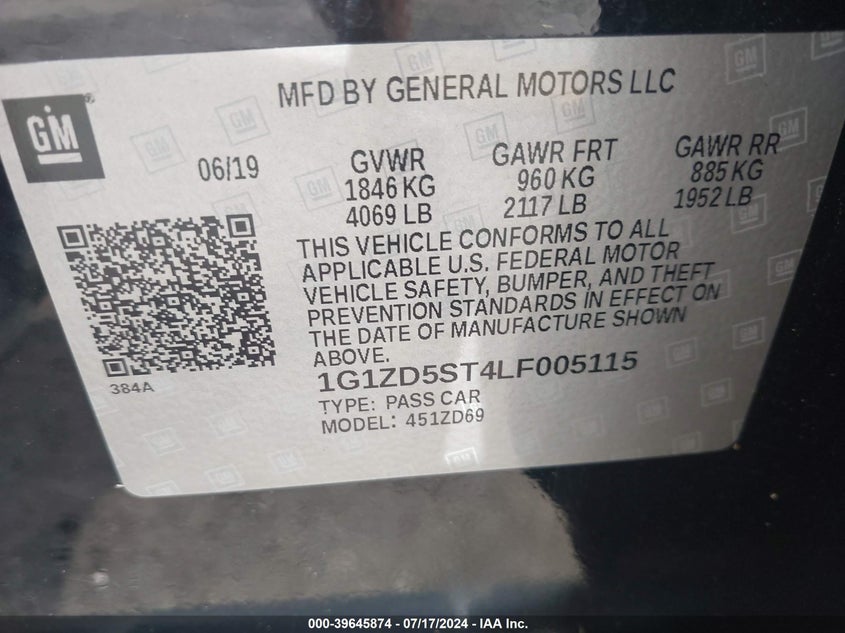 MFD BY GENERAL MOTORS LLC
GM
06/19
GVWR
1846 KG
4069 LB
GAWR FRT
960 KG
2117 LB
GAWR RR
885 KG
1952 LB
THIS VEHICLE CONFORMS TO ALL
APPLICABLE U.S. FEDERAL MOTOR
VEHICLE SAFETY, BUMPER, AND THEFT
PREVENTION STANDARDS IN EFFECT ON
THE DATE OF MANUFACTURE SHOWN
ABOVE.
384A
1G1ZD5ST4LF005115
TYPE: PASS CAR
MODEL: 451ZD69
000-39645874 - 07/17/2024 - IAA Inc.